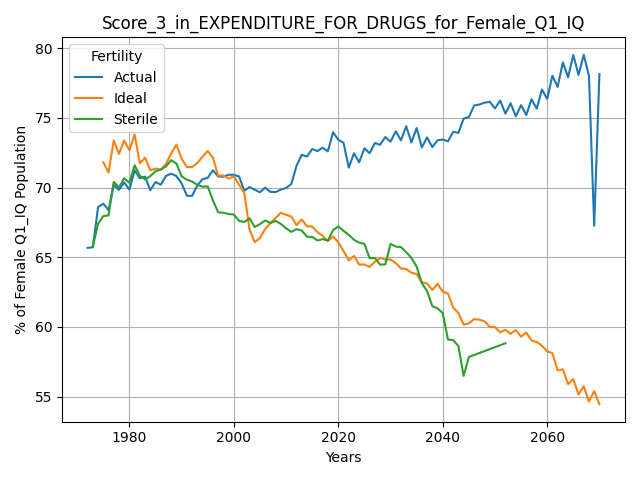 Score_3_in_EXPENDITURE_FOR_DRUGS_for_Female_Q1_IQ
Fertility
Actual
Ideal
Sterile
% of Female Q1_IQ Population
80
75
70
65
60
55
1980
2000
2020
2040
2060
Years